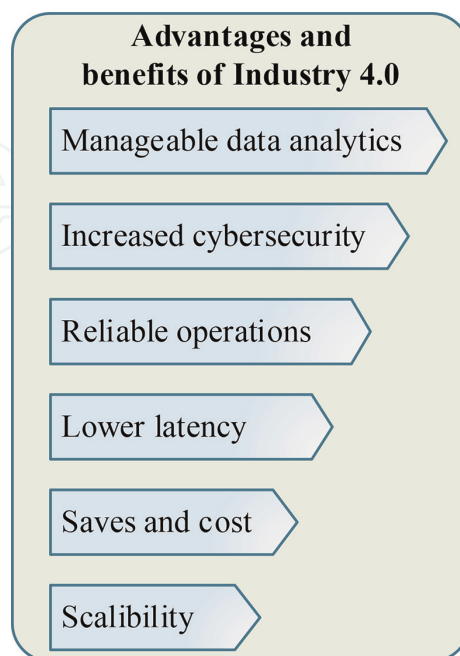 Advantages and
benefits of Industry 4.0
Manageable data analytics
Increased cybersecurity
Reliable operations
Lower latency
Saves and cost
Scalibility